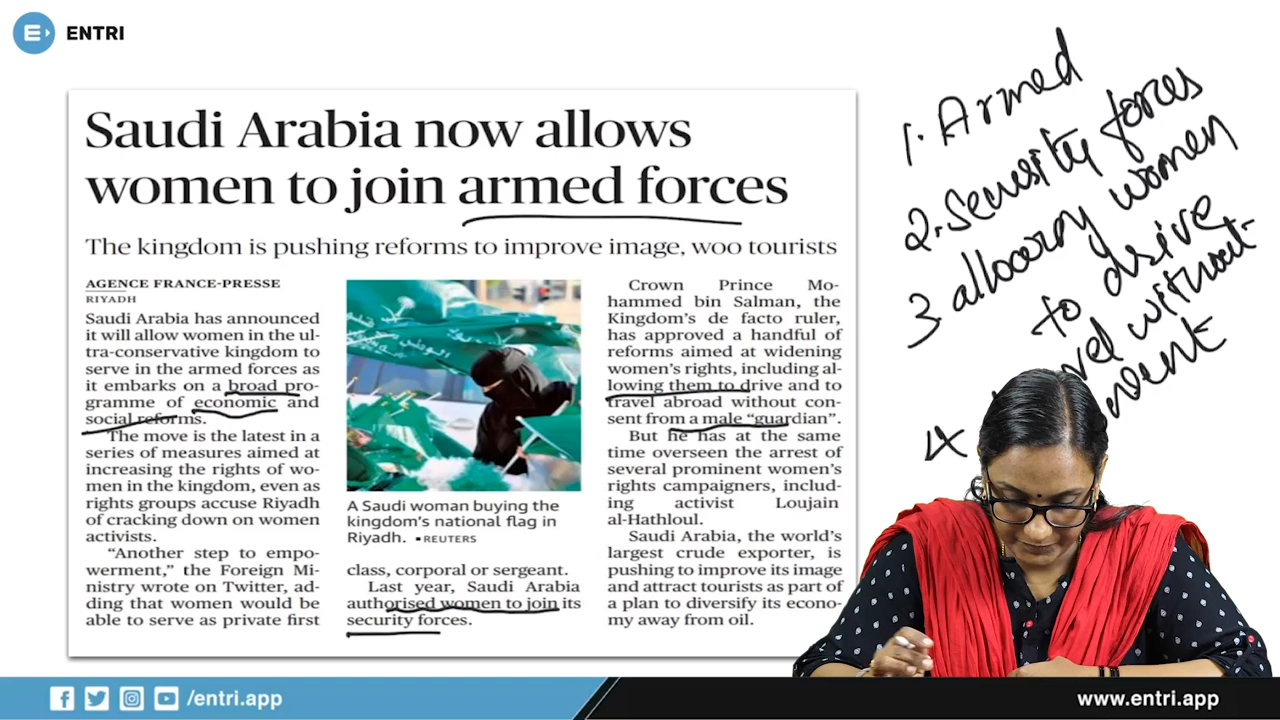 ENTRI
Saudi Arabia now allows
women to join armed forces
The kingdom is pushing reforms to improve image, woo tourists
AGENCE FRANCE-PRESSE
RIYADH
Saudi Arabia has announced
it will allow women in the ul-
tra-conservative kingdom to
serve in the armed forces as
it embarks on a broad pro-
gramme of economic and
social reforms.
The move is the latest in a
series of measures aimed at
increasing the rights of wo-
men in the kingdom, even as
rights groups accuse Riyadh
of cracking down on women
activists.
“Another step to empo-
werment,” the Foreign Mi-
nistry wrote on Twitter, ad-
ding that women would be
able to serve as private first
A Saudi woman buying the
kingdom's national flag in
Riyadh. ▪REUTERS
class, corporal or sergeant.
Last year, Saudi Arabia
authorised women to join its
security forces.
Crown Prince Mo-
hammed bin Salman, the
Kingdom's de facto ruler,
has approved a handful of
reforms aimed at widening
women's rights, including al-
lowing them to drive and to
travel abroad without con-
sent from a male “guardian”.
But he has at the same
time overseen the arrest of
several prominent women's
rights campaigners, includ-
ing activist Loujain
al-Hathloul.
Saudi Arabia, the world's
largest crude exporter, is
pushing to improve its image
and attract tourists as part of
a plan to diversify its econo-
my away from oil.
1. Armed
2. Security forces
3 women
to drive
4 without
/entri.app
www.entri.app